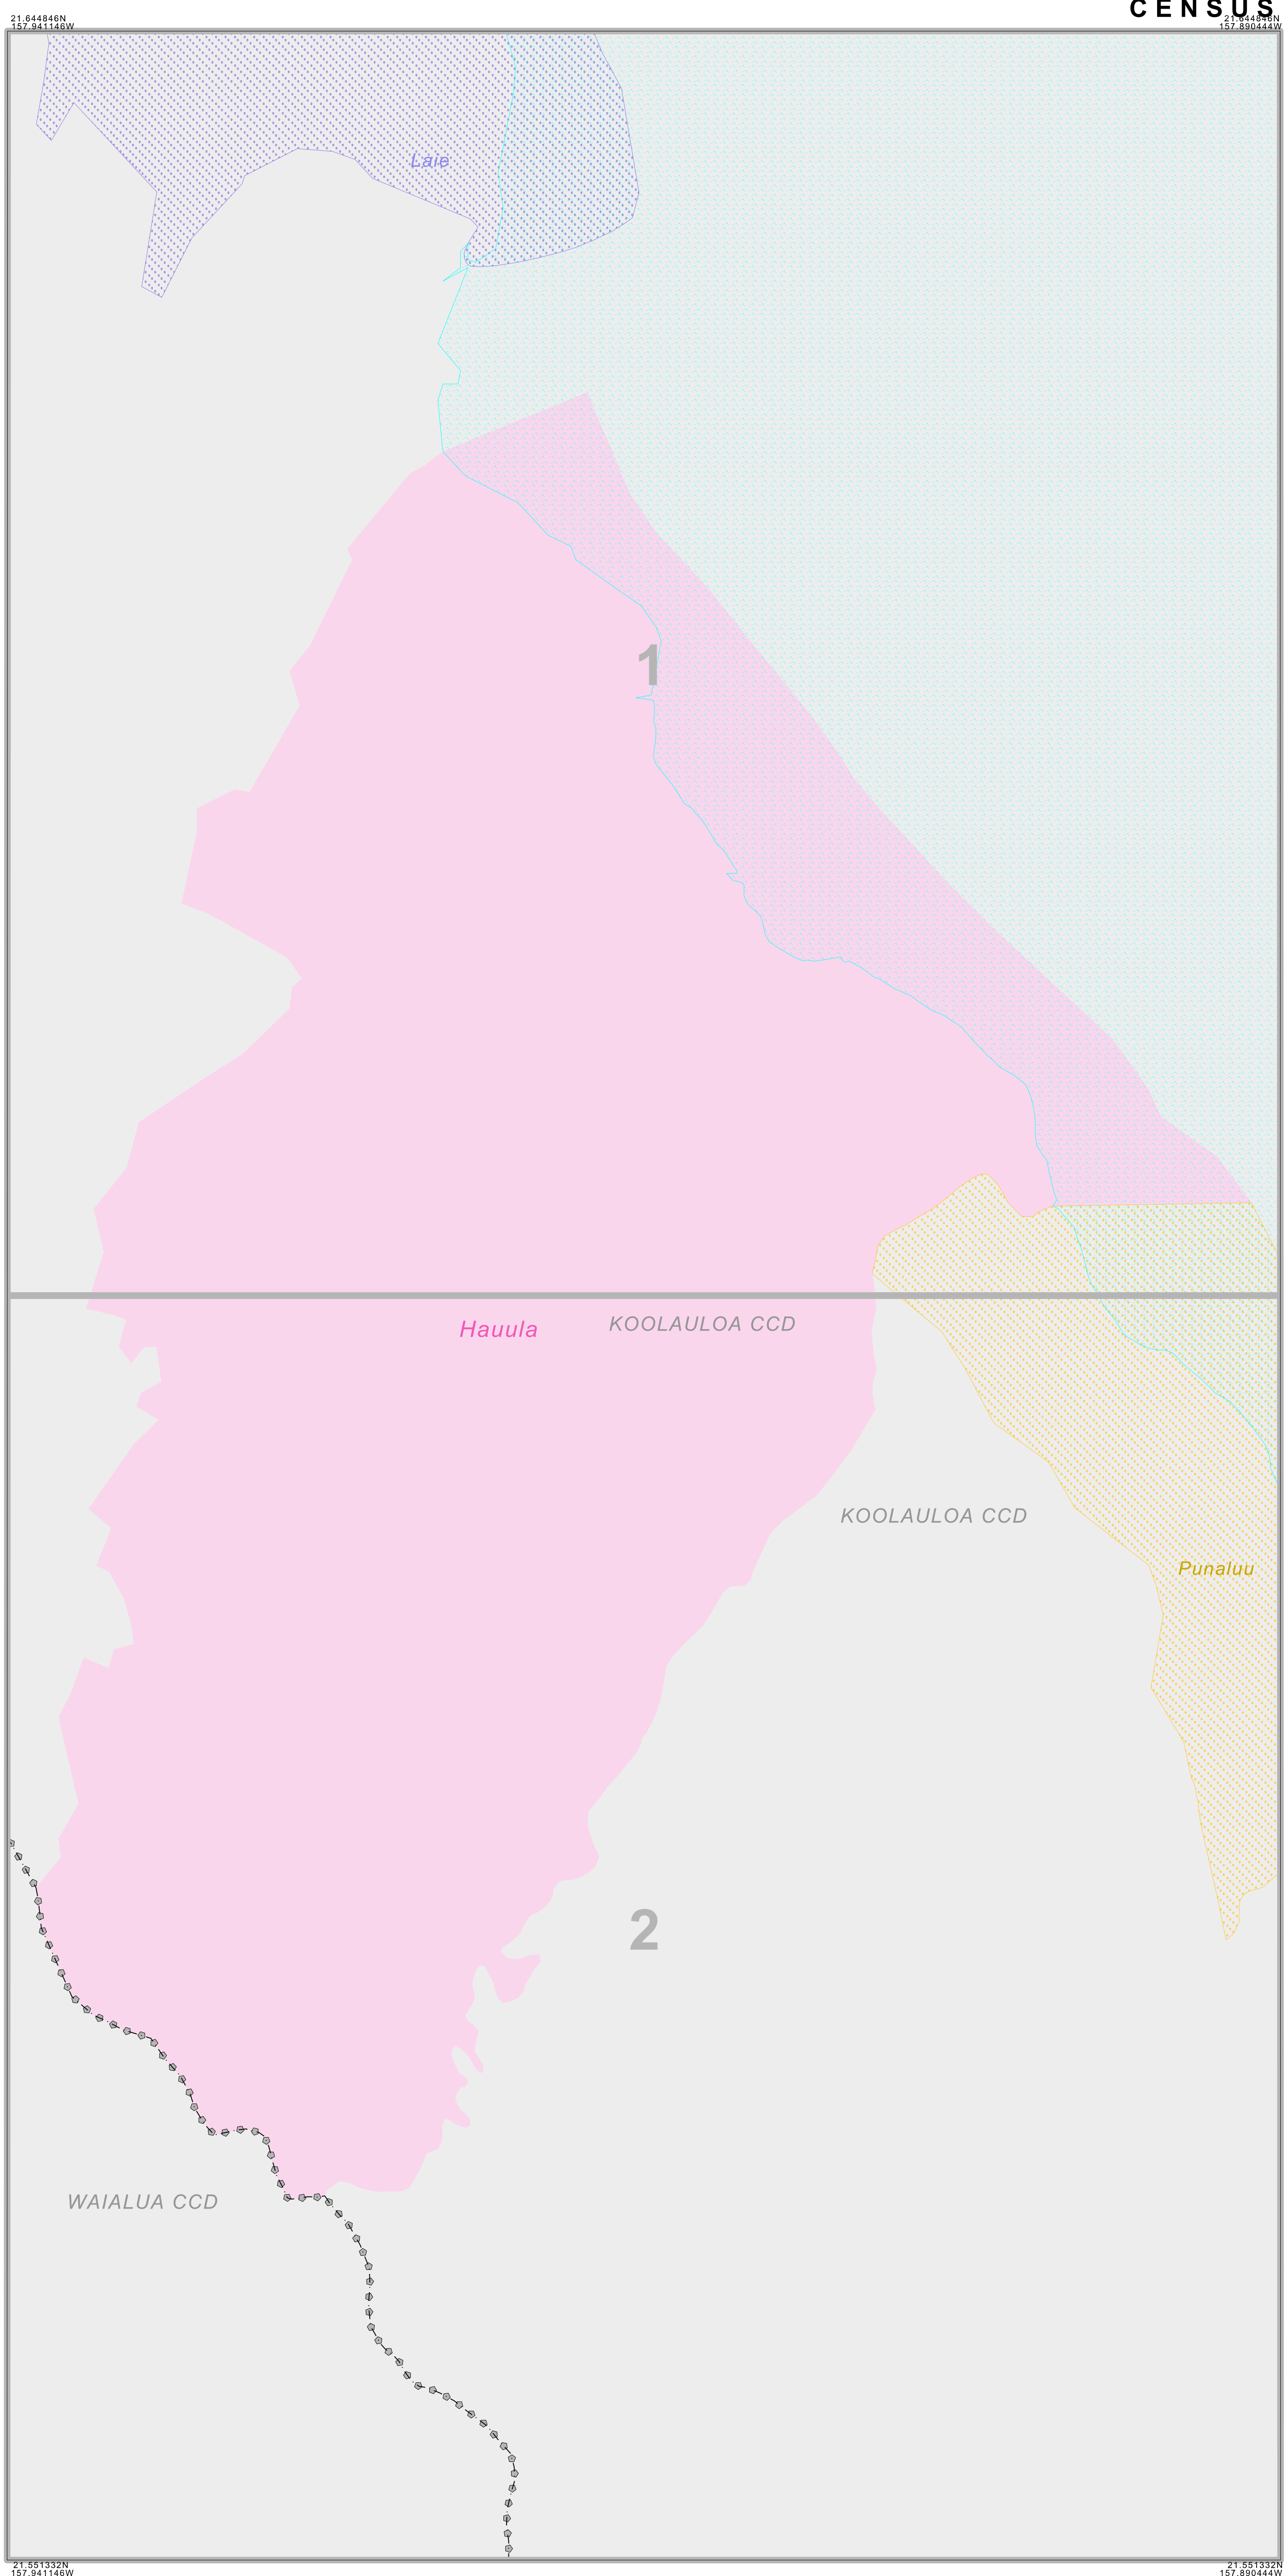 CENSUS
21.644846N
157.941146W
21.644846N
157.890444W
Laie
1
Hauula
KOOLAULOA CCD
KOOLAULOA CCD
Punaluu
2
WAIALUA CCD
21.551332N
157.941146W
21.551332N
157.890444W